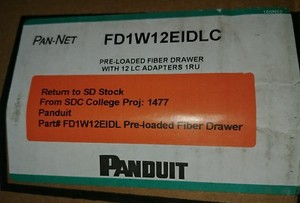 PAN-NET FD1W12EIDLC
PRE-LOADED FIBER DRAWER
WITH 12 LC ADAPTERS 1RU
Return to SD Stock
From SDC College Proj: 1477
Panduit
Part# FD1W12EIDL Pre-loaded Fiber Drawer
PANDUIT